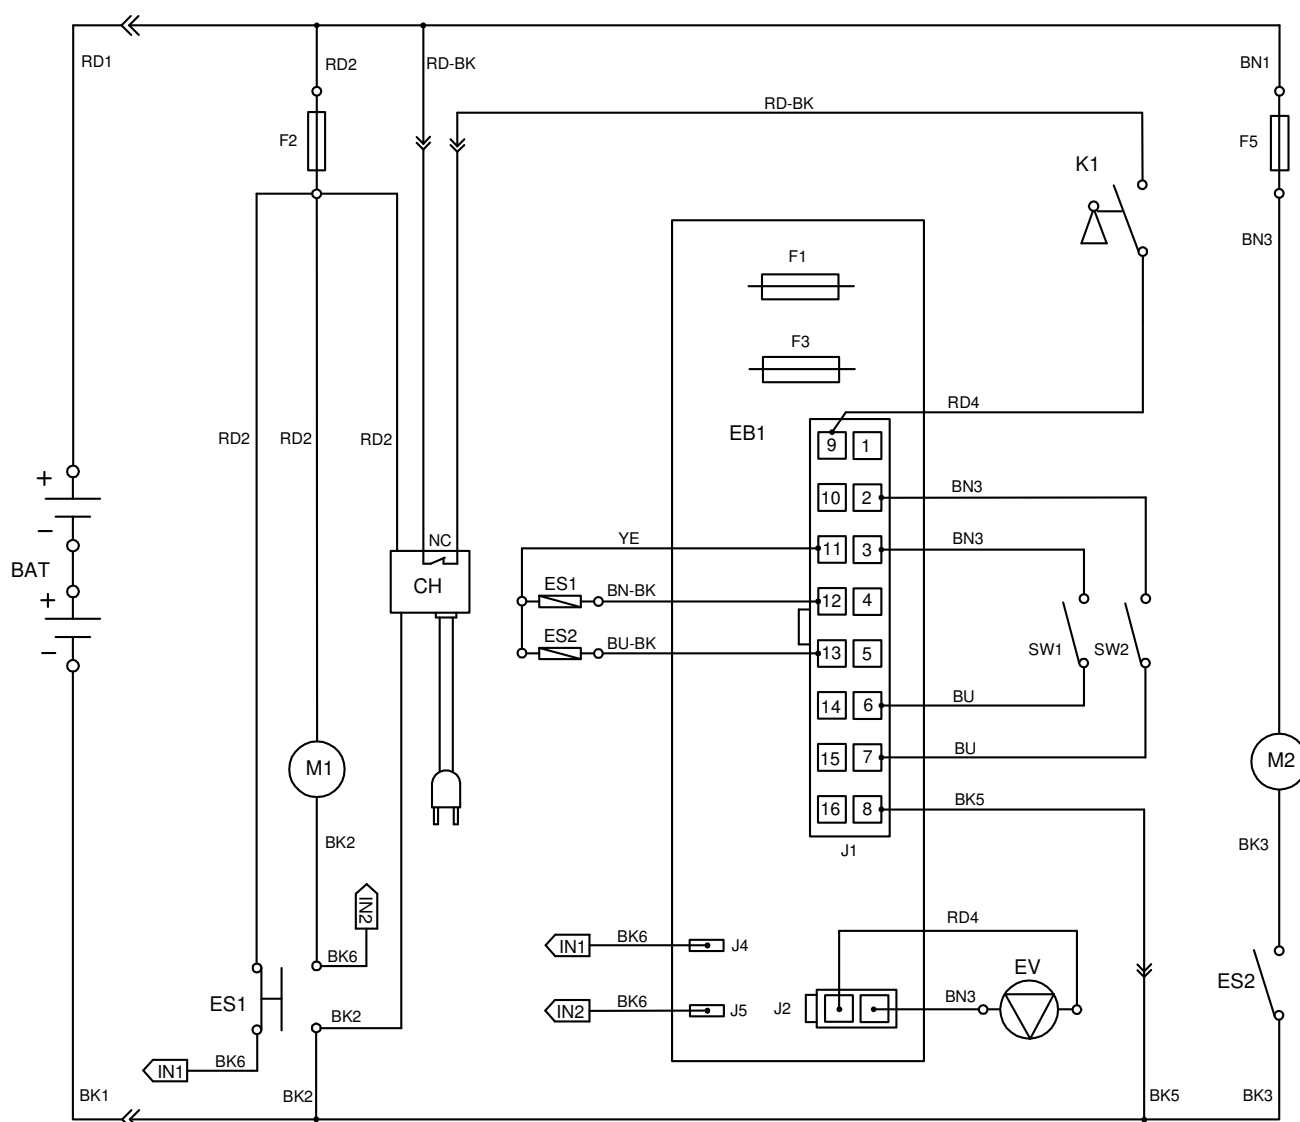 RD1
RD2
RD-BK
BN1
RD-BK
F2
F5
K1
BN3
F1
F3
RD4
EB1
9 1
RD2
RD2
RD2
+
10 2
BN3
NC
YE
11 3
BN3
−
BAT
CH
ES1
BN-BK
12 4
+
ES2
BU-BK
13 5
SW1
SW2
−
14 6
BU
15 7
BU
M1
M2
16 8
BK5
J1
BK2
BK3
IN2
RD4
BK6
IN1
BK6
J4
EV
ES1
BN3
ES2
BK2
IN2
BK6
J5
J2
IN1
BK6
BK1
BK2
BK5
BK3